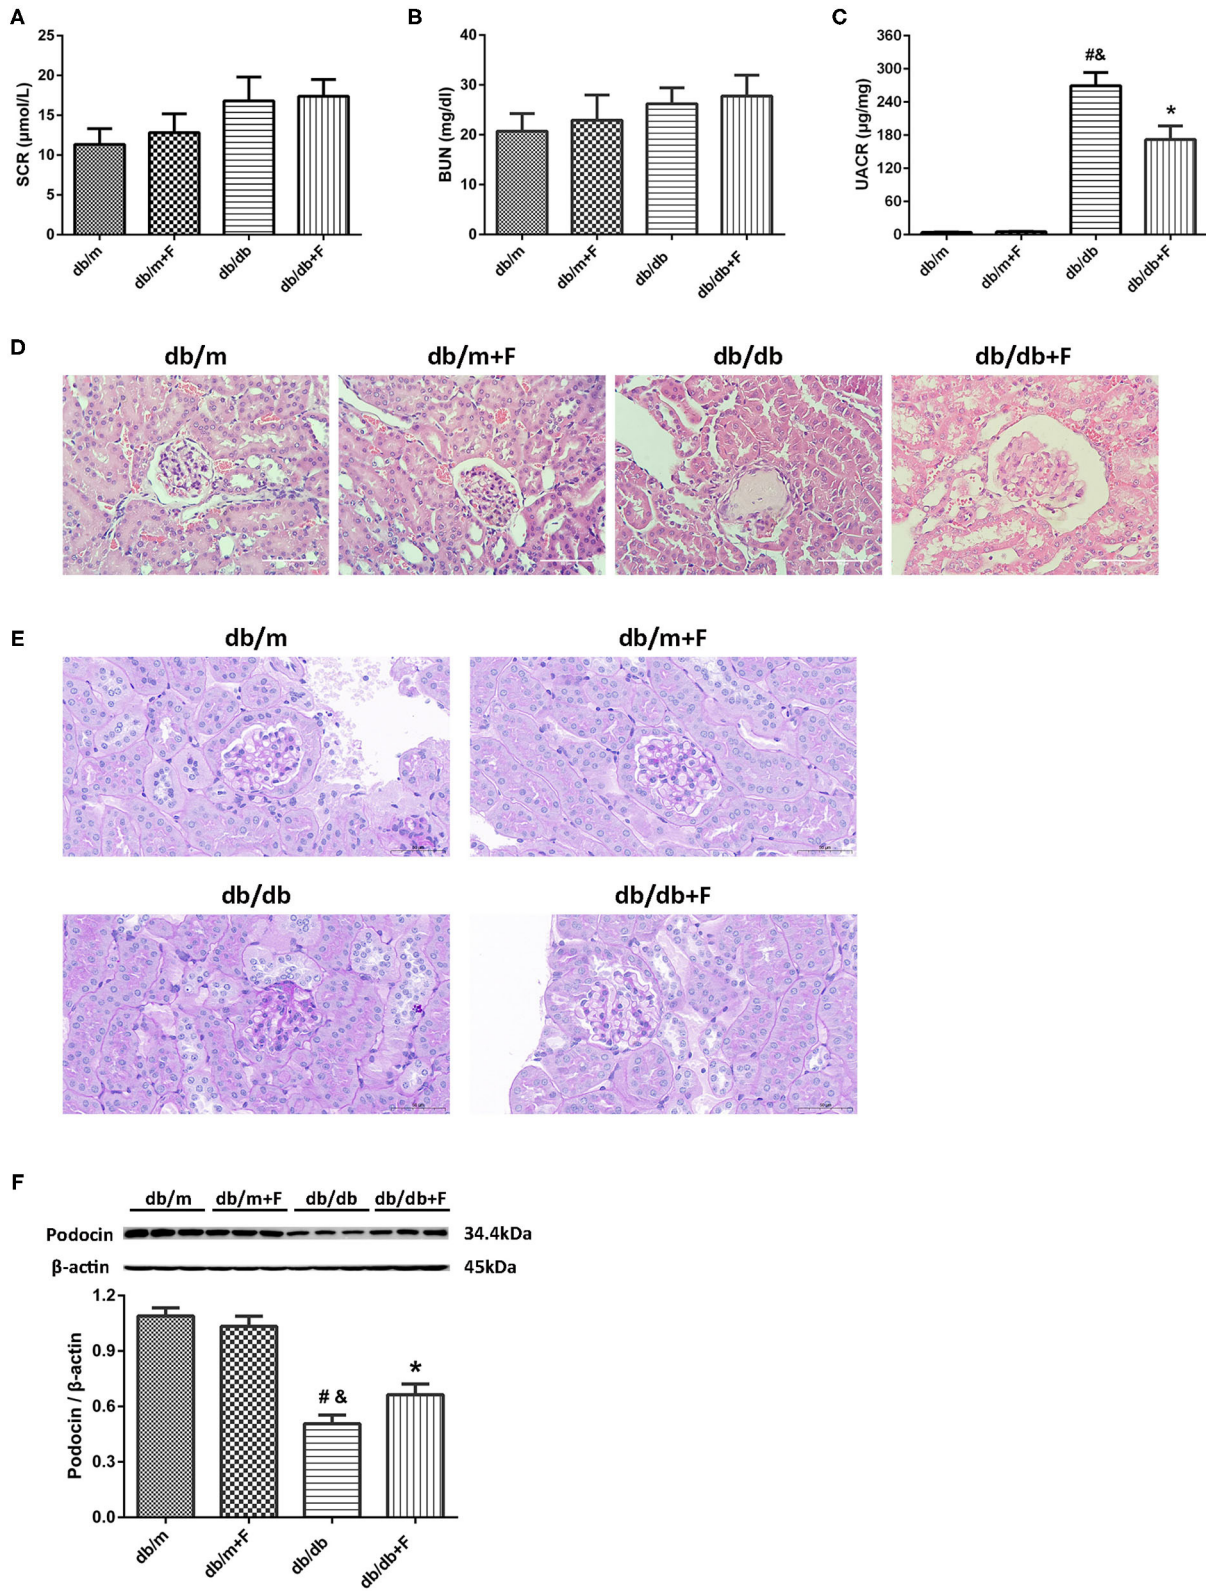 A
B
C
25
20
15
10
5
0
SCR (μmol/L)
db/m
db/m+F
db/db
db/db+F
40
30
20
10
0
BUN (mg/dl)
db/m
db/m+F
db/db
db/db+F
360
300
240
180
120
60
0
UACR (μg/mg)
#&
*
db/m
db/m+F
db/db
db/db+F
D
db/m db/m+F db/db db/db+F
E
db/m db/m+F
db/db db/db+F
F
db/m db/m+F db/db db/db+F
Podocin 34.4kDa
β-actin 45kDa
1.2
0.9
0.6
0.3
0.0
Podocin / β-actin
# &
*
db/m
db/m+F
db/db
db/db+F